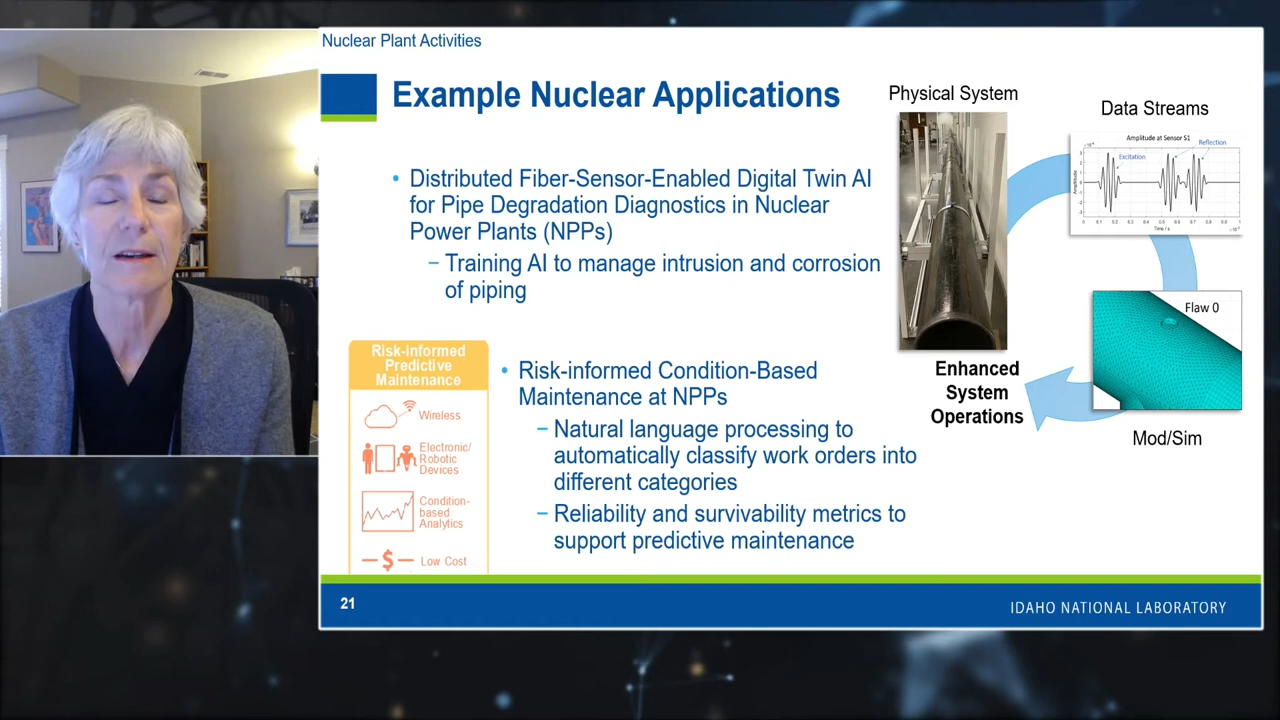 Nuclear Plant Activities
Example Nuclear Applications
• Distributed Fiber-Sensor-Enabled Digital Twin AI
for Pipe Degradation Diagnostics in Nuclear
Power Plants (NPPs)
− Training AI to manage intrusion and corrosion
of piping
Risk-informed
Predictive
Maintenance
Wireless
Electronic/
Robotic
Devices
Condition-
based
Analytics
$
Low Cost
• Risk-informed Condition-Based
Maintenance at NPPs
− Natural language processing to
automatically classify work orders into
different categories
− Reliability and survivability metrics to
support predictive maintenance
Physical System
Data Streams
Amplitude at Sensor S1
Excitation
Reflection
Amplitude
Time / s
Flaw 0
Mod/Sim
Enhanced
System
Operations
21
IDAHO NATIONAL LABORATORY